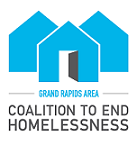 GRAND RAPIDS AREA
COALITION TO END
HOMELESSNESS